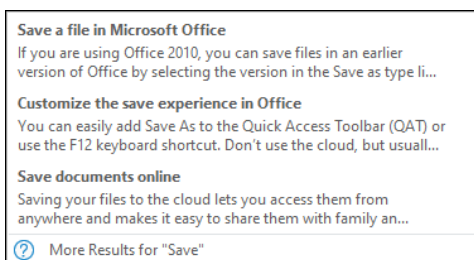 Save a file in Microsoft Office
If you are using Office 2010, you can save files in an earlier
version of Office by selecting the version in the Save as type li...
Customize the save experience in Office
You can easily add Save As to the Quick Access Toolbar (QAT) or
use the F12 keyboard shortcut. Don't use the cloud, but usuall...
Save documents online
Saving your files to the cloud lets you access them from
anywhere and makes it easy to share them with family an...
More Results for "Save"